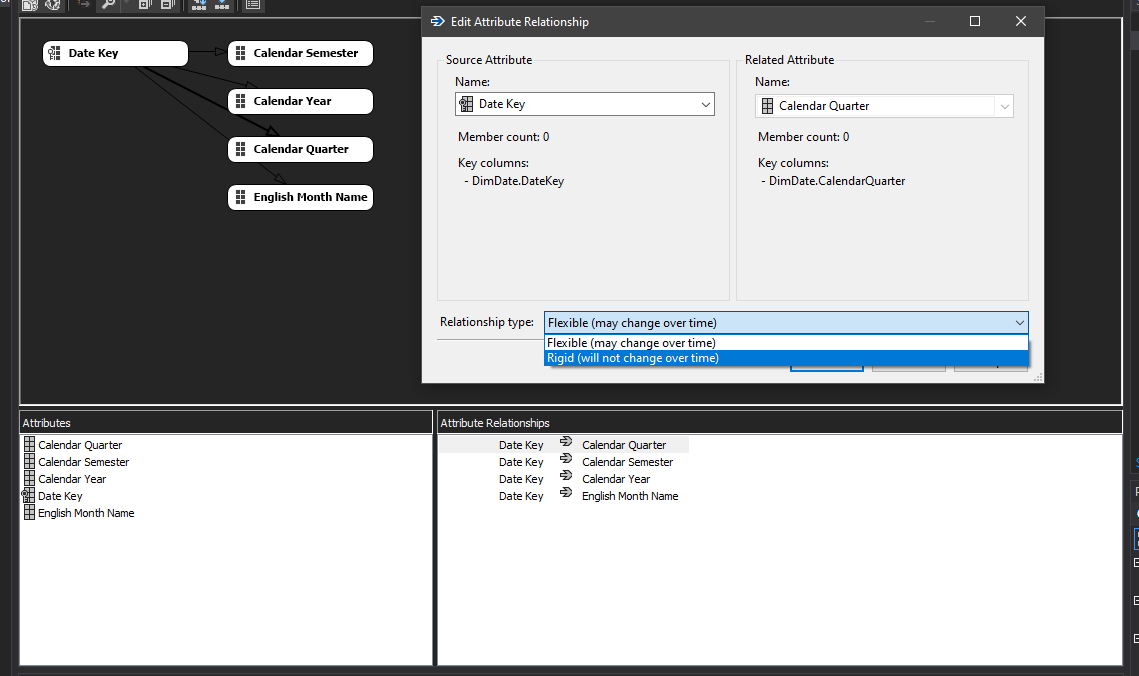 Edit Attribute Relationship
Date Key
Calendar Semester
Calendar Year
Calendar Quarter
English Month Name
Source Attribute
Name:
Date Key
Member count: 0
Key columns:
- DimDate.DateKey
Related Attribute
Name:
Calendar Quarter
Member count: 0
Key columns:
- DimDate.CalendarQuarter
Relationship type:
Flexible (may change over time)
Flexible (may change over time)
Rigid (will not change over time)
Attributes
Calendar Quarter
Calendar Semester
Calendar Year
Date Key
English Month Name
Attribute Relationships
Date Key Calendar Quarter
Date Key Calendar Semester
Date Key Calendar Year
Date Key English Month Name